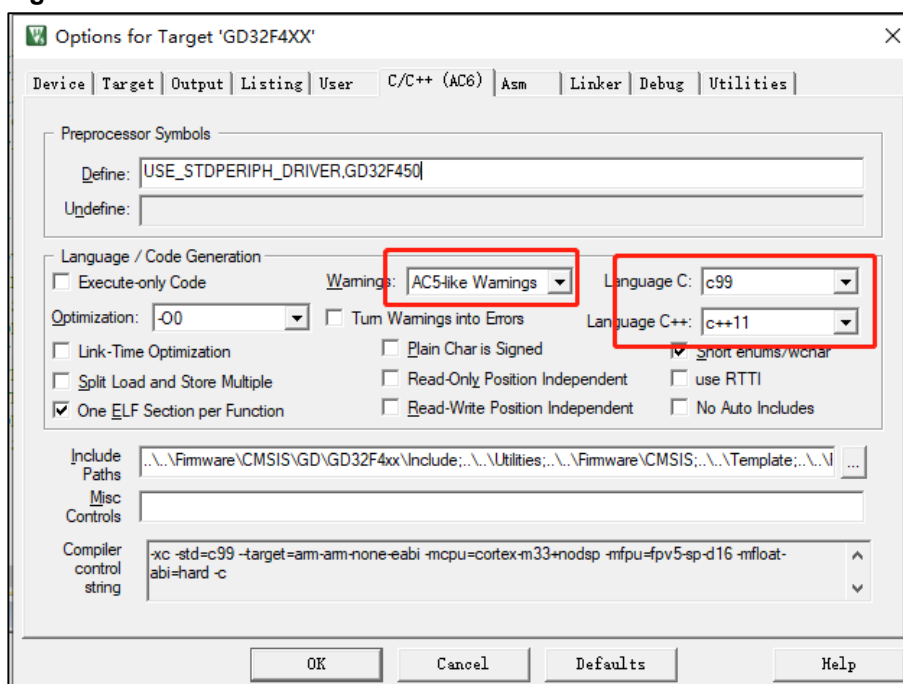 Options for Target 'GD32F4XX'
Device Target Output Listing User C/C++ (AC6) Asm Linker Debug Utilities
Preprocessor Symbols
Define: USE_STDPERIPH_DRIVER,GD32F450
Undefine:
Language / Code Generation
Execute-only Code Warnings: AC5-like Warnings Language C: c99
Optimization: -O0 Turn Warnings into Errors Language C++: c++11
Link-Time Optimization Plain Char is Signed Short enums/wchar
Split Load and Store Multiple Read-Only Position Independent use RTTI
One ELF Section per Function Read-Write Position Independent No Auto Includes
Include Paths ..\..\Firmware\CMSIS\GD\GD32F4xx\Include;..\..\Utilities;..\..\Firmware\CMSIS;..\..\Template;..\..\ ...
Misc Controls
Compiler control string -xc -std=c99 --target=arm-arm-none-eabi -mcpu=cortex-m33+nodsp -mfpu=fpv5-sp-d16 -mfloat-
abi=hard -c
OK Cancel Defaults Help